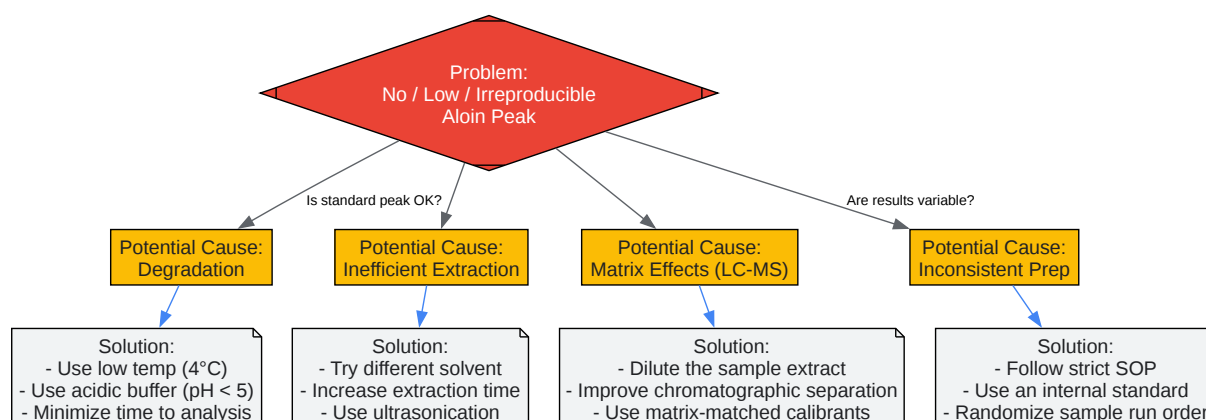 Problem:
No / Low / Irreproducible
Aloin Peak
Is standard peak OK?
Are results variable?
Potential Cause:
Degradation
Potential Cause:
Inefficient Extraction
Potential Cause:
Matrix Effects (LC-MS)
Potential Cause:
Inconsistent Prep
Solution:
- Use low temp (4°C)
- Use acidic buffer (pH < 5)
- Minimize time to analysis
Solution:
- Try different solvent
- Increase extraction time
- Use ultrasonication
Solution:
- Dilute the sample extract
- Improve chromatographic separation
- Use matrix-matched calibrants
Solution:
- Follow strict SOP
- Use an internal standard
- Randomize sample run order